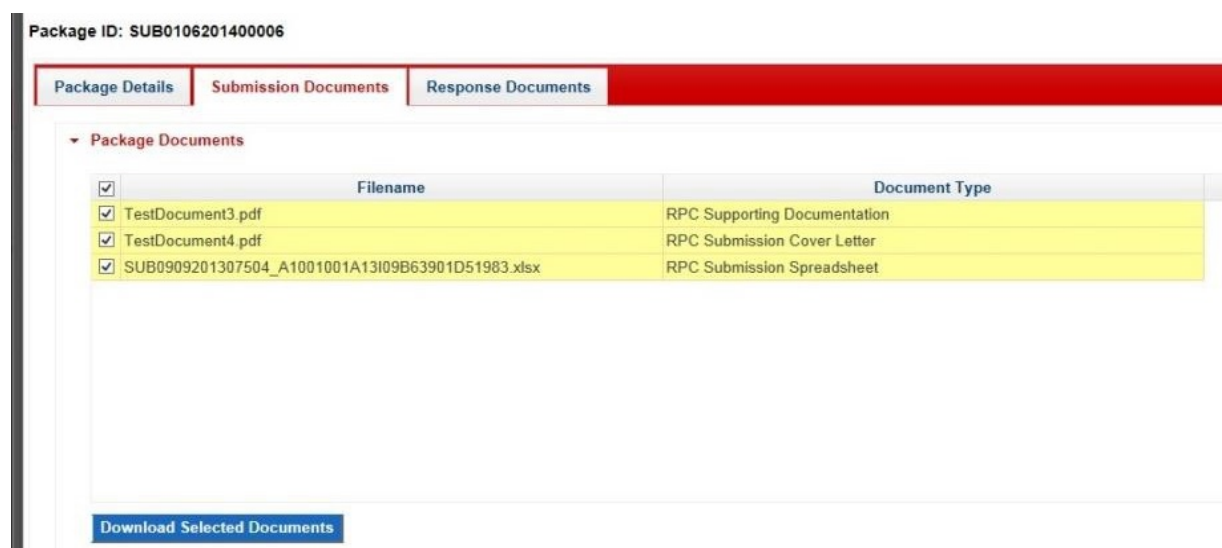 Package ID: SUB0106201400006
Package Details Submission Documents Response Documents
Package Documents
Filename Document Type
TestDocument3.pdf RPC Supporting Documentation
TestDocument4.pdf RPC Submission Cover Letter
SUB0909201307504_A1001001A13I09B63901D51983.xlsx RPC Submission Spreadsheet
Download Selected Documents